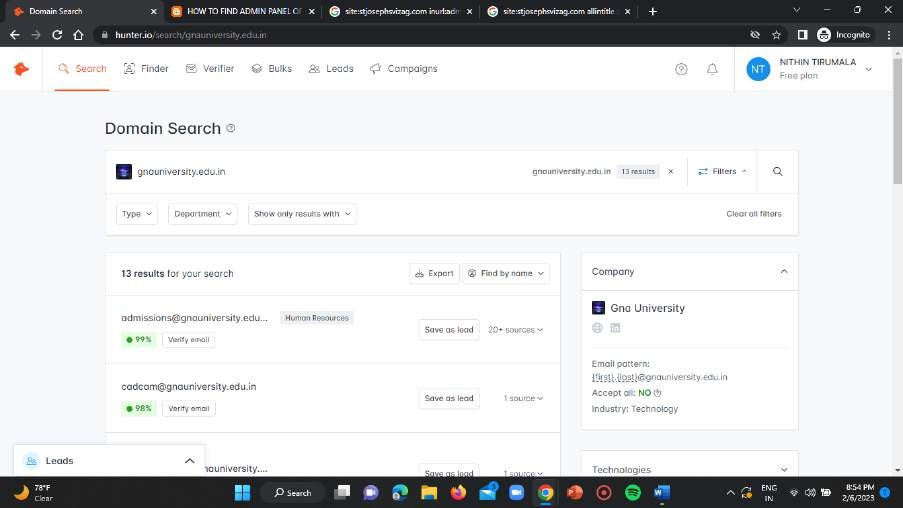 Domain Search
HOW TO FIND ADMIN PANEL OF
site:stjosephsvizag.com inurl:adm
site:stjosephsvizag.com allintitle
hunter.io/search/gnauniversity.edu.in
Incognito
Search
Finder
Verifier
Bulks
Leads
Campaigns
NT
NITHIN TIRUMALA
Free plan
Domain Search
gnauniversity.edu.in
gnauniversity.edu.in
13 results
Filters
Type
Department
Show only results with
Clear all filters
13 results for your search
Export
Find by name
Company
admissions@gnauniversity.edu...
Human Resources
99%
Verify email
Save as lead
20+ sources
Gna University
Email pattern:
{first}.{last}@gnauniversity.edu.in
Accept all: NO
Industry: Technology
cadcam@gnauniversity.edu.in
98%
Verify email
Save as lead
1 source
Leads
nauniversity....
Save as lead
1 source
Technologies
78°F
Clear
Search
3
ENG
IN
8:54 PM
2/6/2023
7